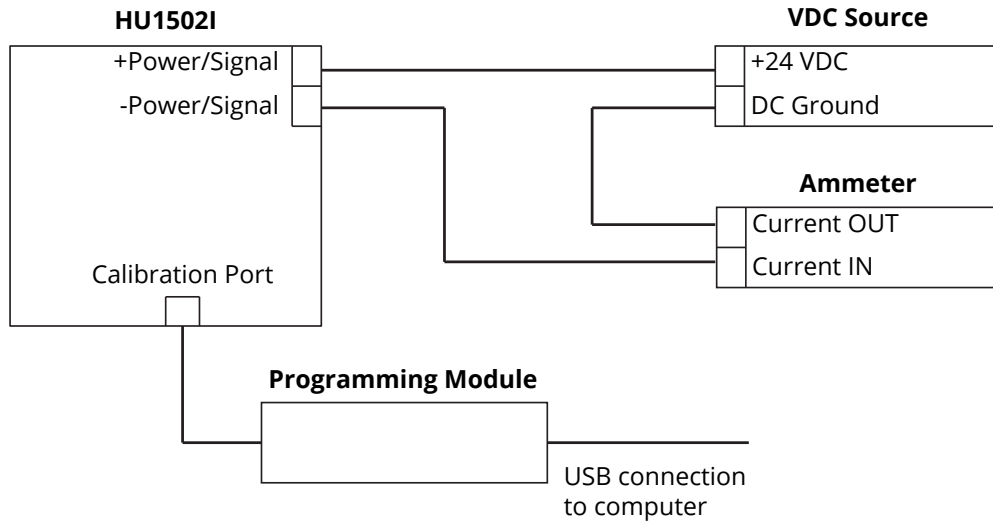 HU1502I
+Power/Signal
-Power/Signal
Calibration Port
VDC Source
+24 VDC
DC Ground
Ammeter
Current OUT
Current IN
Programming Module
USB connection
to computer